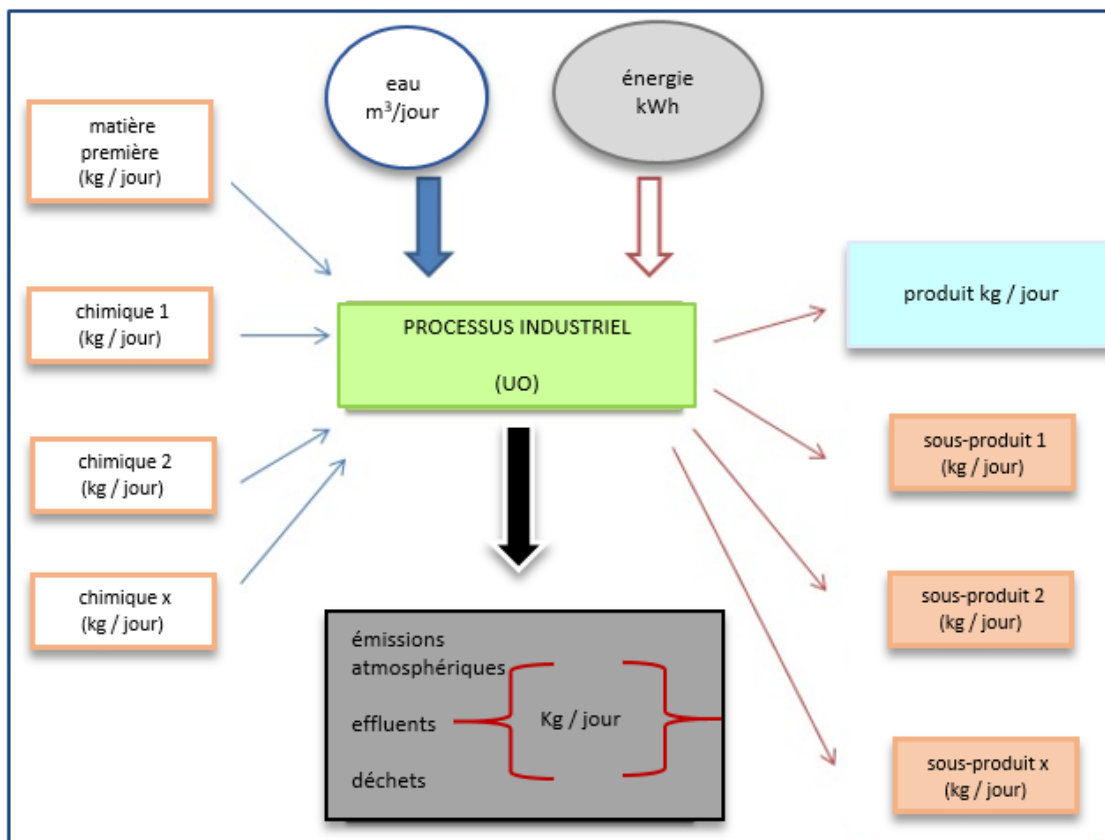 eau
m³/jour
énergie
kWh
matière
première
(kg / jour)
chimique 1
(kg / jour)
chimique 2
(kg / jour)
chimique x
(kg / jour)
PROCESSUS INDUSTRIEL
(UO)
produit kg / jour
sous-produit 1
(kg / jour)
sous-produit 2
(kg / jour)
sous-produit x
(kg / jour)
émissions
atmosphériques
effluents
déchets
Kg / jour